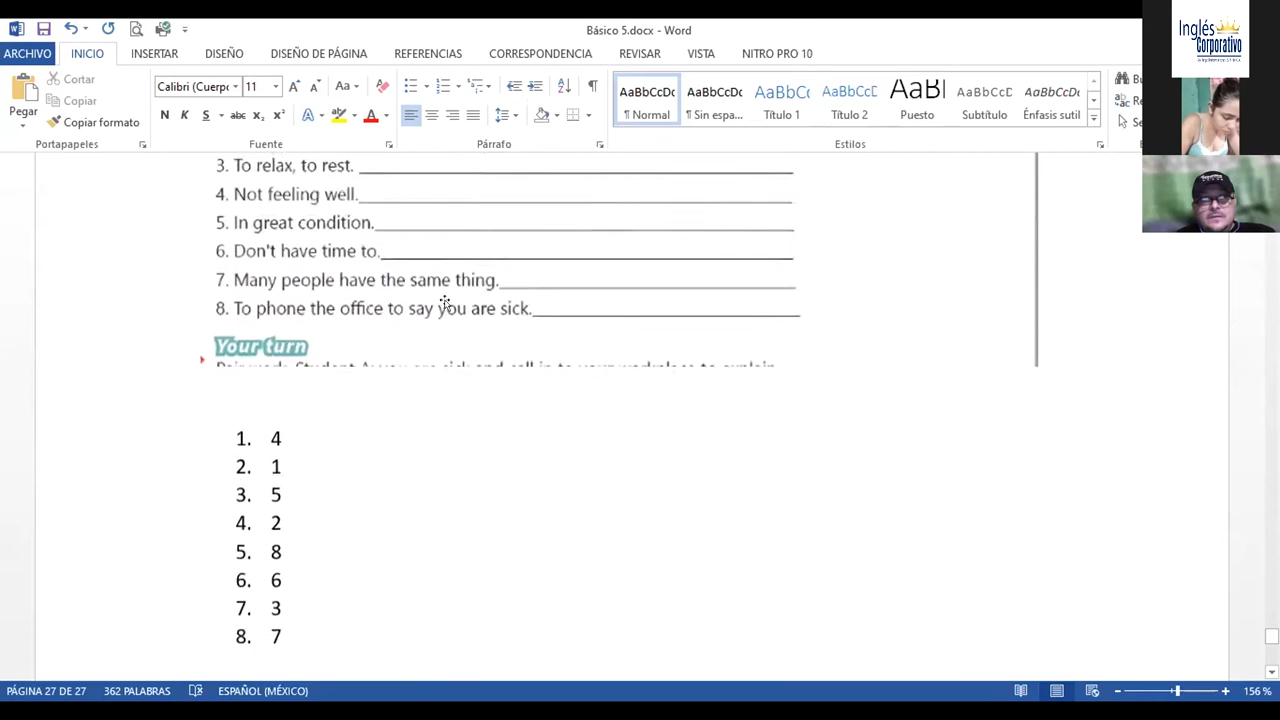 Básico 5.docx - Word
ARCHIVO INICIO INSERTAR DISEÑO DISEÑO DE PÁGINA REFERENCIAS CORRESPONDENCIA REVISAR VISTA NITRO PRO 10
Inglés
Corporativo
Pegar
Cortar
Copiar
Copiar formato
Portapapeles
Calibri (Cuerpo 11
Aa
N K S abc x₂ x² A A
Fuente
Párrafo
AaBbCcDc AaBbCcDc AaBbCc AaBbCcD AaBl AaBbCcD AaBbCcDc
¶ Normal ¶ Sin espa... Título 1 Título 2 Puesto Subtítulo Énfasis sutil
Estilos
3. To relax, to rest.
4. Not feeling well.
5. In great condition.
6. Don't have time to.
7. Many people have the same thing.
8. To phone the office to say you are sick.
Your turn
1. 4
2. 1
3. 5
4. 2
5. 8
6. 6
7. 3
8. 7
PÁGINA 27 DE 27 362 PALABRAS ESPAÑOL (MÉXICO) 156 %